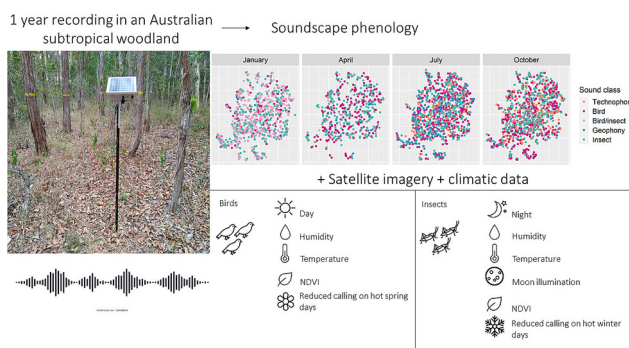 1 year recording in an Australian
subtropical woodland
Soundscape phenology
January
April
July
October
Sound class
Technophon
Bird
Bird/insect
Geophony
Insect
+ Satellite imagery + climatic data
Birds
Day
Humidity
Temperature
NDVI
Reduced calling on hot spring
days
Insects
Night
Humidity
Temperature
Moon illumination
NDVI
Reduced calling on hot winter
days